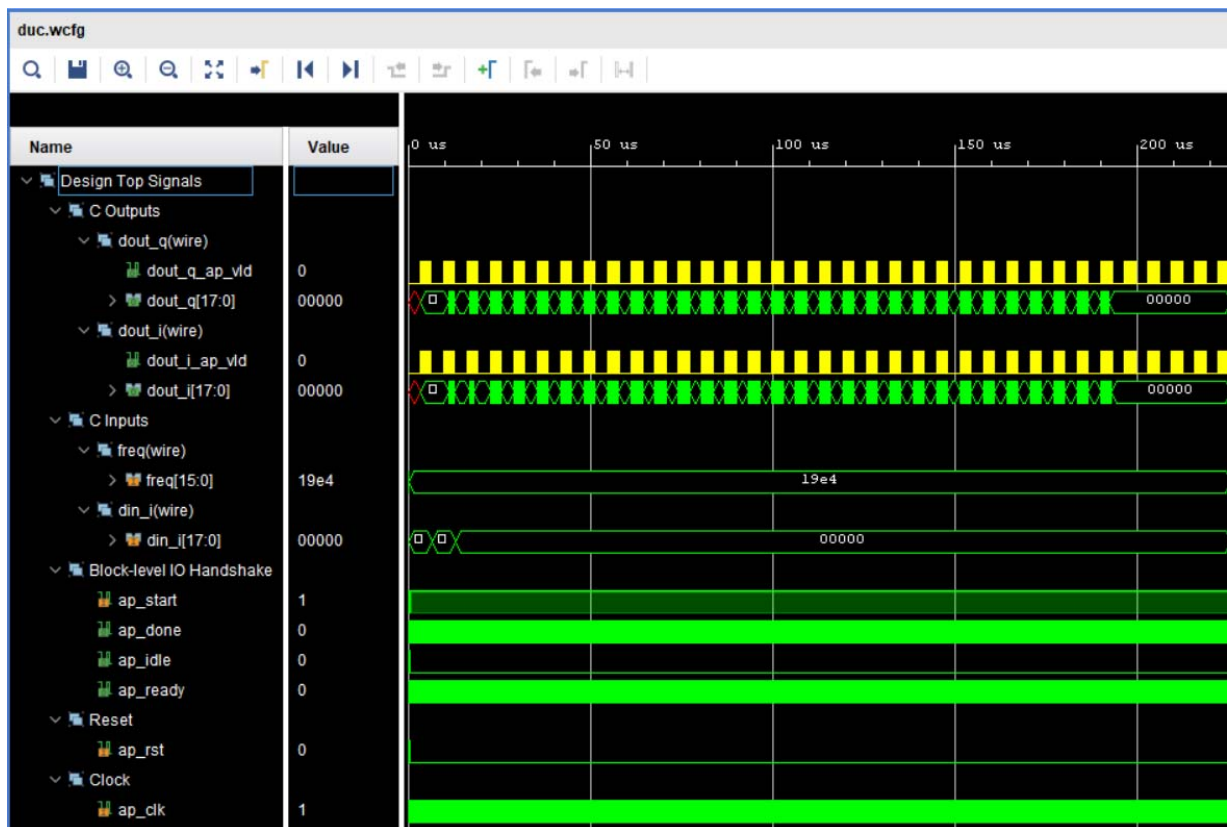 duc.wcfg
Name Value 0 us 50 us 100 us 150 us 200 us
Design Top Signals
C Outputs
dout_q(wire)
dout_q_ap_vld 0
dout_q[17:0] 00000 00000
dout_i(wire)
dout_i_ap_vld 0
dout_i[17:0] 00000 00000
C Inputs
freq(wire)
freq[15:0] 19e4 19e4
din_i(wire)
din_i[17:0] 00000 00000
Block-level IO Handshake
ap_start 1
ap_done 0
ap_idle 0
ap_ready 0
Reset
ap_rst 0
Clock
ap_clk 1